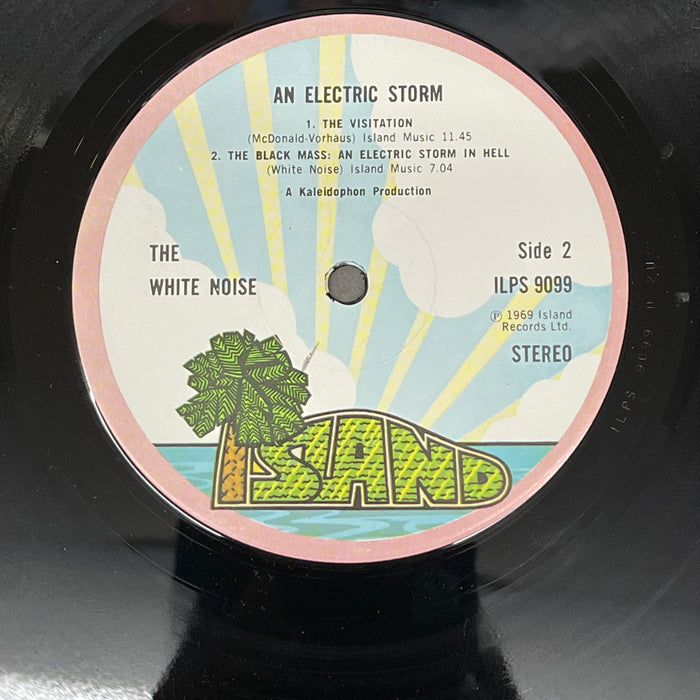 AN ELECTRIC STORM
1. THE VISITATION
(McDonald-Vorhaus) Island Music 11.45
2. THE BLACK MASS: AN ELECTRIC STORM IN HELL
(White Noise) Island Music 7.04
A Kaleidophon Production
THE
WHITE NOISE
Side 2
ILPS 9099
℗ 1969 Island
Records Ltd.
STEREO
ISLAND
ILPS 9099